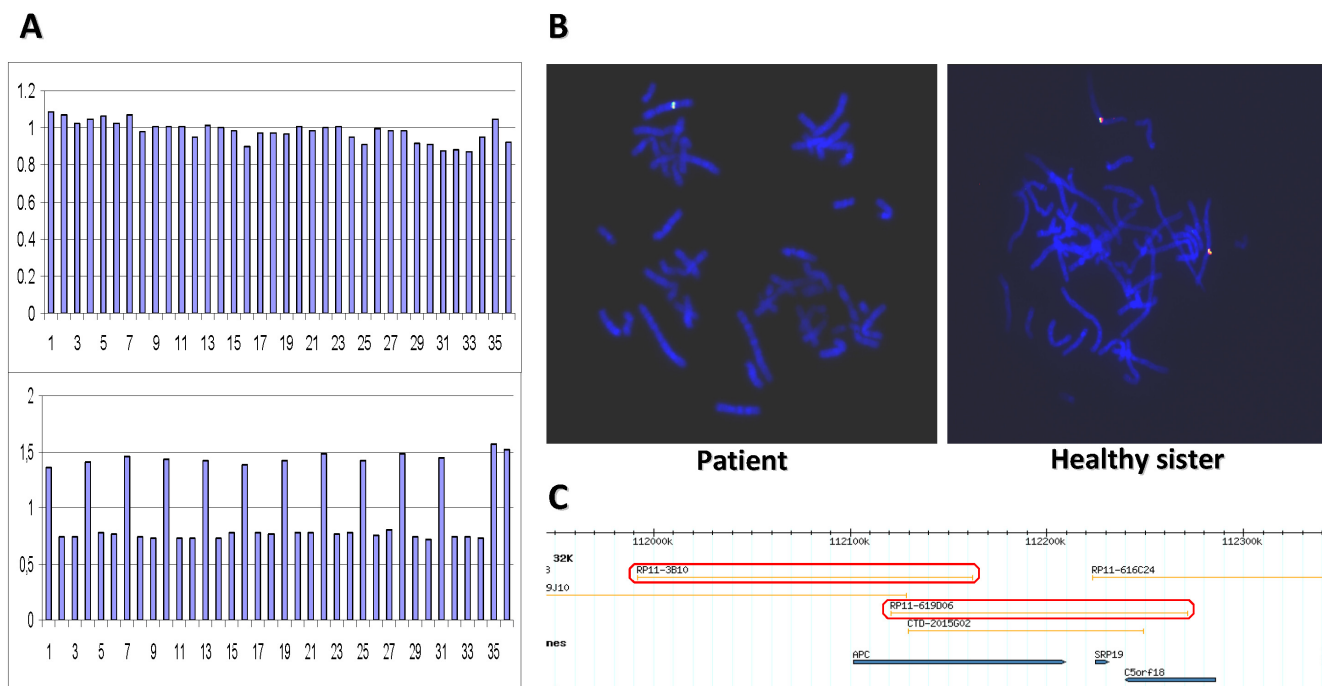 A
B
1.2
1
0.8
0.6
0.4
0.2
0
1 3 5 7 9 11 13 15 17 19 21 23 25 27 29 31 33 35
2
1,5
1
0,5
0
1 3 5 7 9 11 13 15 17 19 21 23 25 27 29 31 33 35
Patient
Healthy sister
C
112000k 112100k 112200k 112300k
32K
3 RP11-3B10 RP11-616C24
9J10 RP11-619D06
CTD-2015G02
nes
APC SRP19
C5orf18